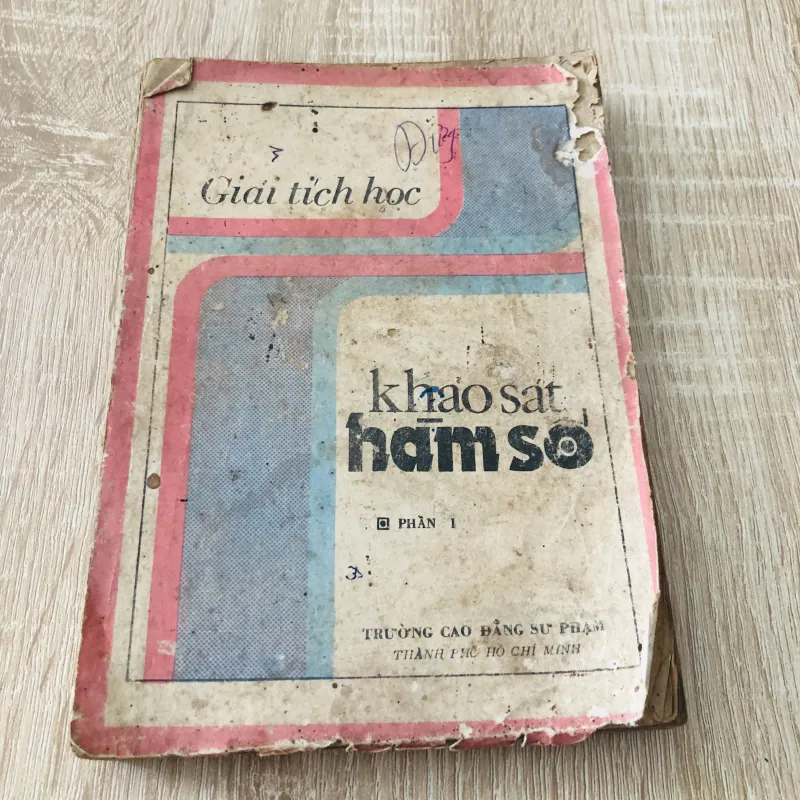 Giải tích học
khảo sát
hàm số
PHẦN 1
TRƯỜNG CAO ĐẲNG SƯ PHẠM
THÀNH PHỐ HỒ CHÍ MINH